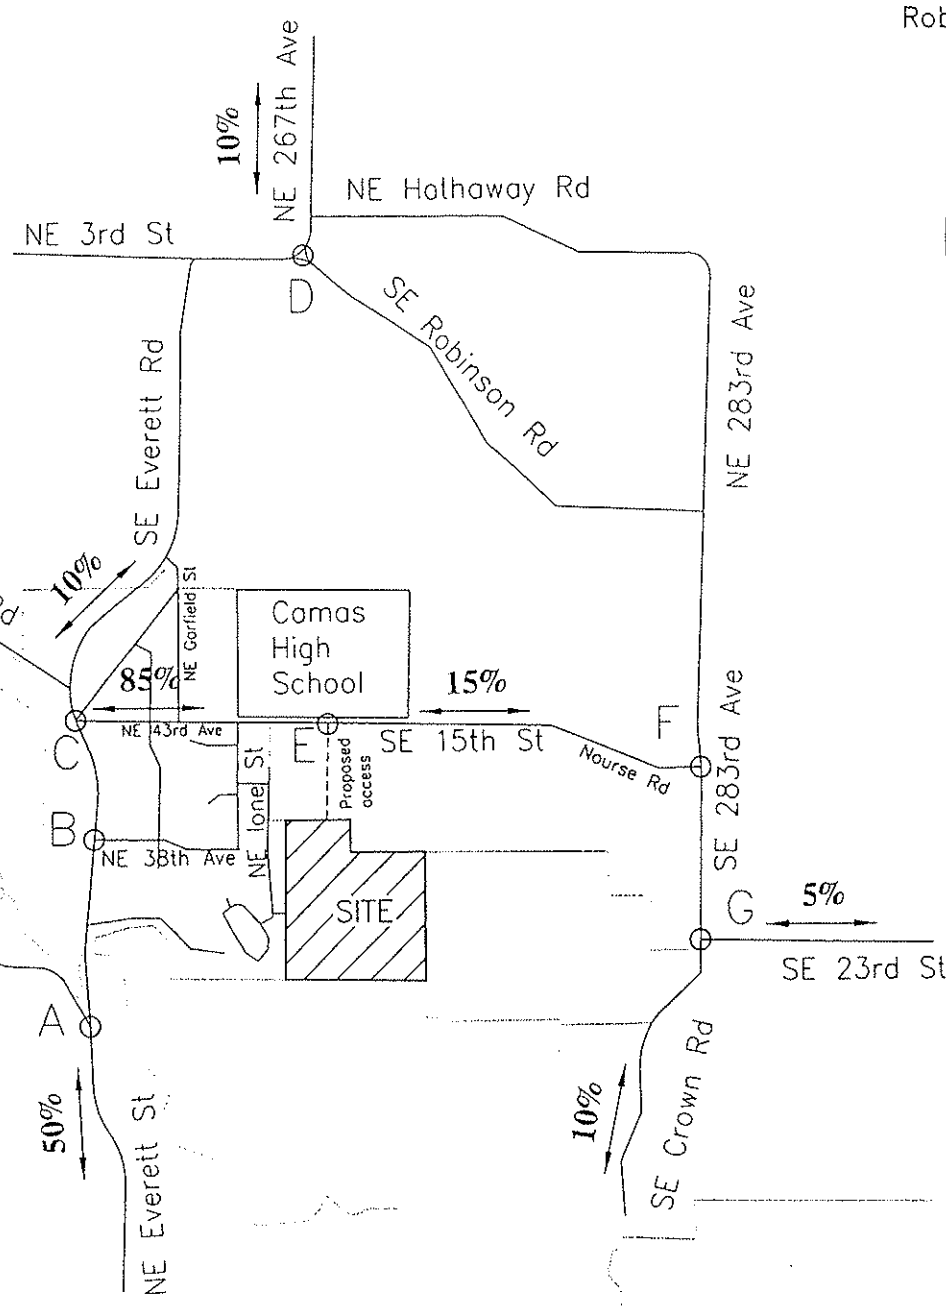 Rob
10%
NE 267th Ave
NE Hathaway Rd
NE 3rd St
D
SE Robinson Rd
NE 283rd Ave
SE Everett Rd
10%
NE Garfield St
Camas
High
School
85%
15%
C
NE 43rd Ave
E
SE 15th St
F
Nourse Rd
SE 283rd Ave
NE Ione St
Proposed
access
B
NE 38th Ave
SITE
G
5%
SE 23rd St
A
50%
NE Everett St
10%
SE Crown Rd